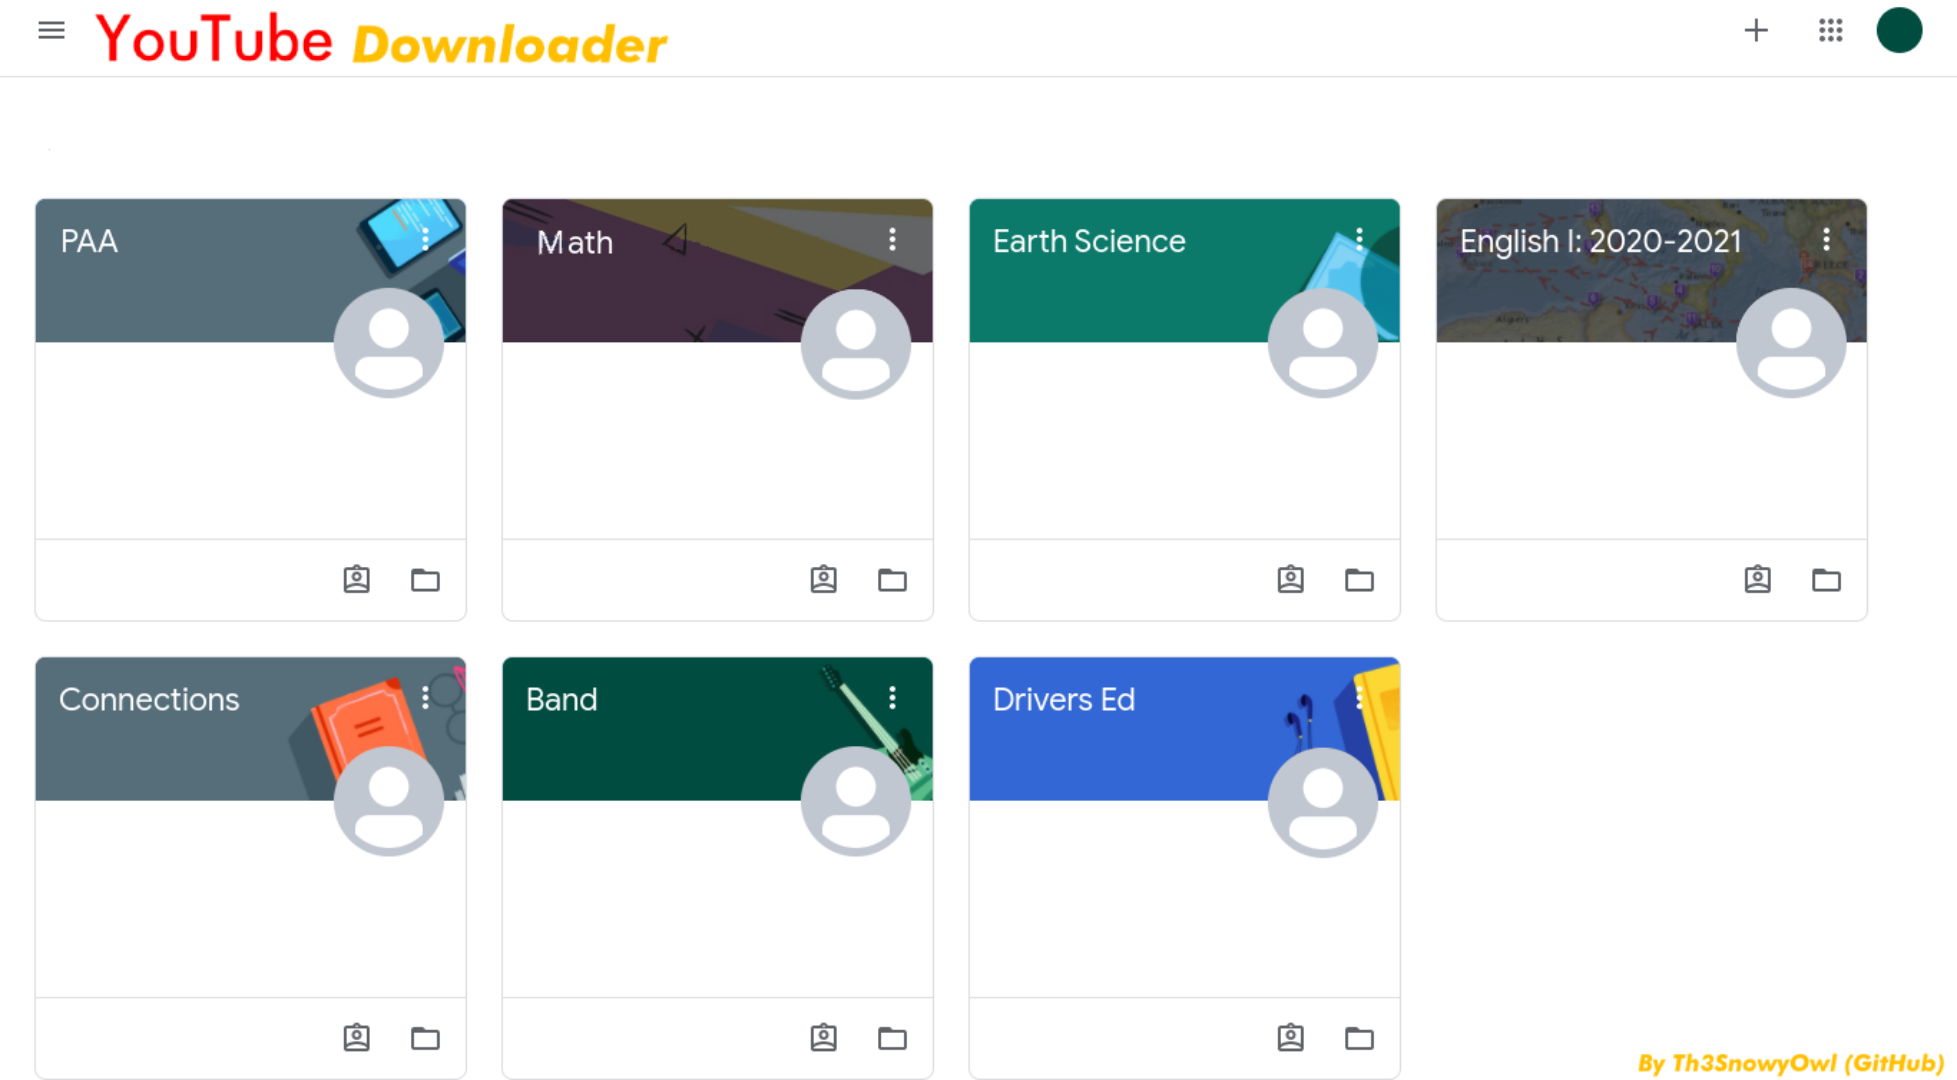 YouTube Downloader
PAA
Math
Earth Science
English I: 2020-2021
Connections
Band
Drivers Ed
By Th3SnowyOwl (GitHub)